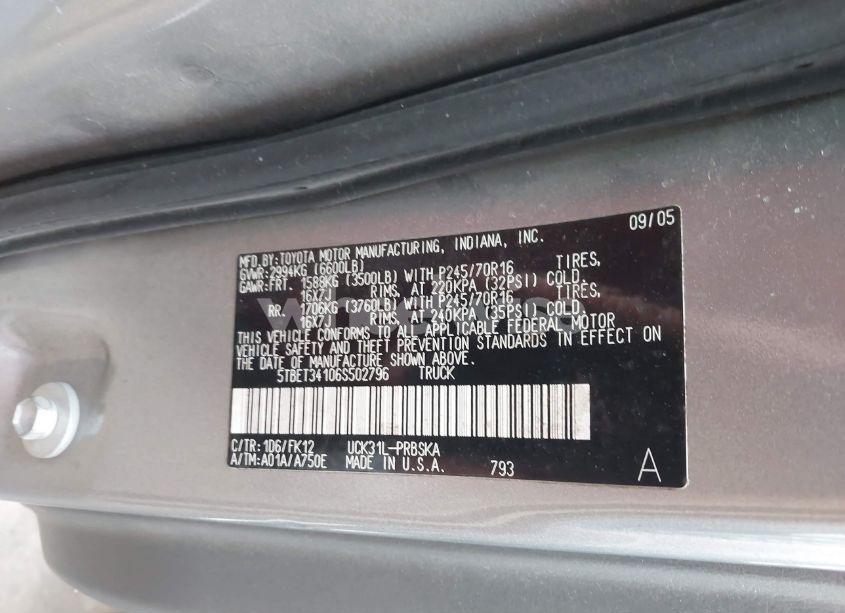 09/05
MFD. BY: TOYOTA MOTOR MANUFACTURING, INDIANA, INC.
GVWR: 2994KG (6600LB)
GAWR: FRT. 1589KG (3500LB) WITH P245/70R16 TIRES,
16X7J RIMS, AT 220KPA (32PSI) COLD.
RR. 1706KG (3760LB) WITH P245/70R16 TIRES,
16X7J RIMS, AT 240KPA (35PSI) COLD.
THIS VEHICLE CONFORMS TO ALL APPLICABLE FEDERAL MOTOR
VEHICLE SAFETY AND THEFT PREVENTION STANDARDS IN EFFECT ON
THE DATE OF MANUFACTURE SHOWN ABOVE.
5TBET34106S502796 TRUCK
C/TR: 1D6/FK12 UCK31L-PRBSKA
A/TM: A01A/A750E MADE IN U.S.A. 793
A